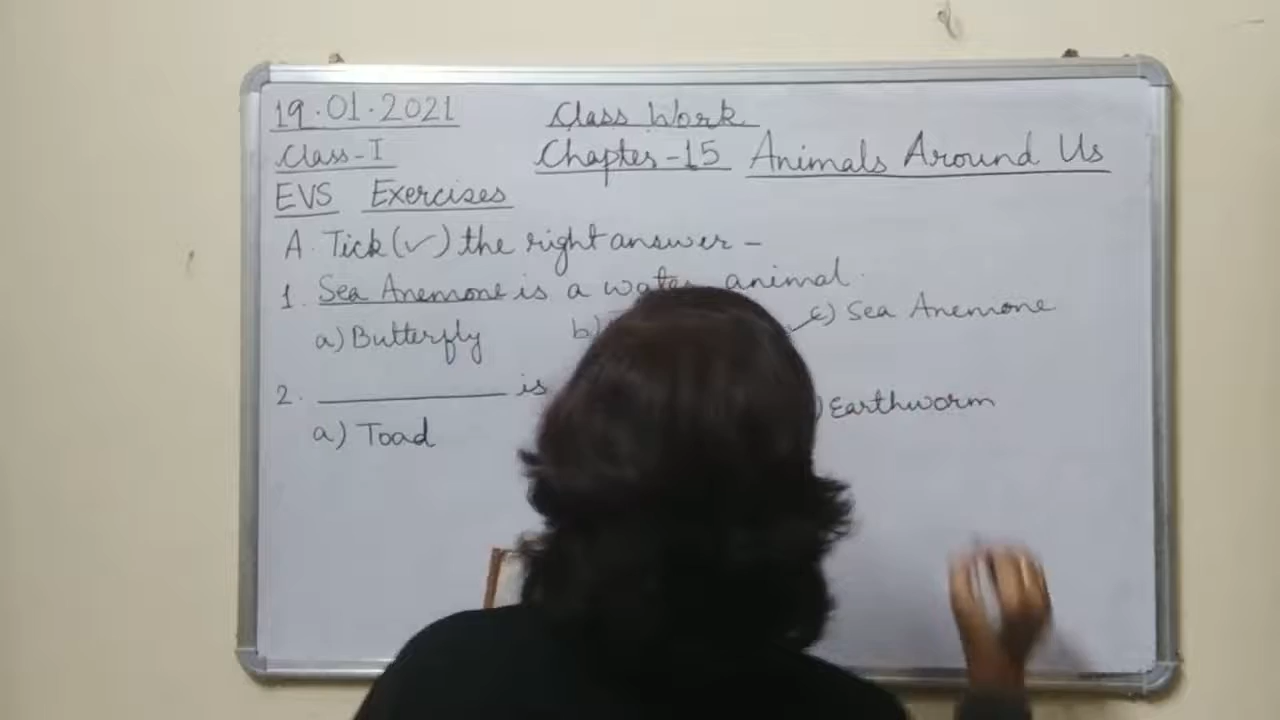 19.01.2021 Class Work
Class-I Chapter-15 Animals Around Us
EVS Exercises
A. Tick (✓) the right answer -
1. Sea Anemone is a water animal.
a) Butterfly b) ✓c) Sea Anemone
2. ____________ is
a) Toad ) Earthworm